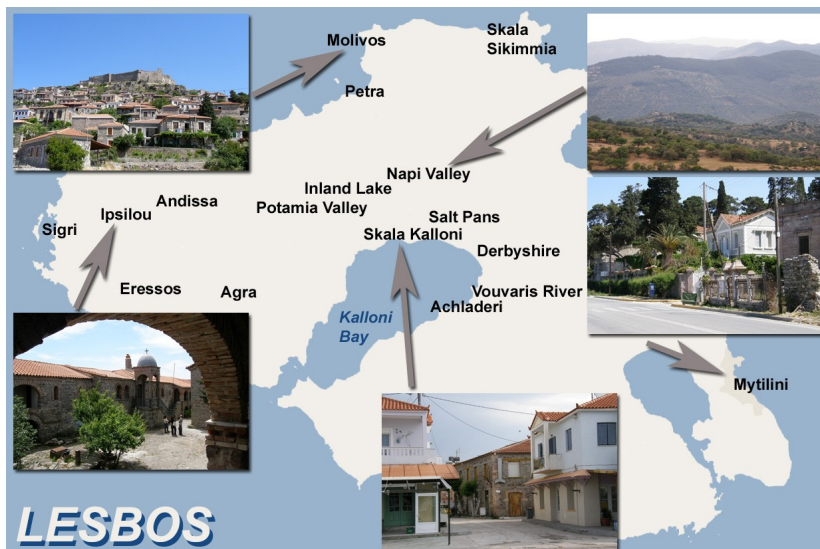 Molivos
Skala
Sikimmia
Petra
Napi Valley
Inland Lake
Andissa
Potamia Valley
Ipsilou
Salt Pans
Sigri
Skala Kalloni
Derbyshire
Eressos
Agra
Vouvaris River
Achladeri
Kalloni
Bay
Mytilini
LESBOS